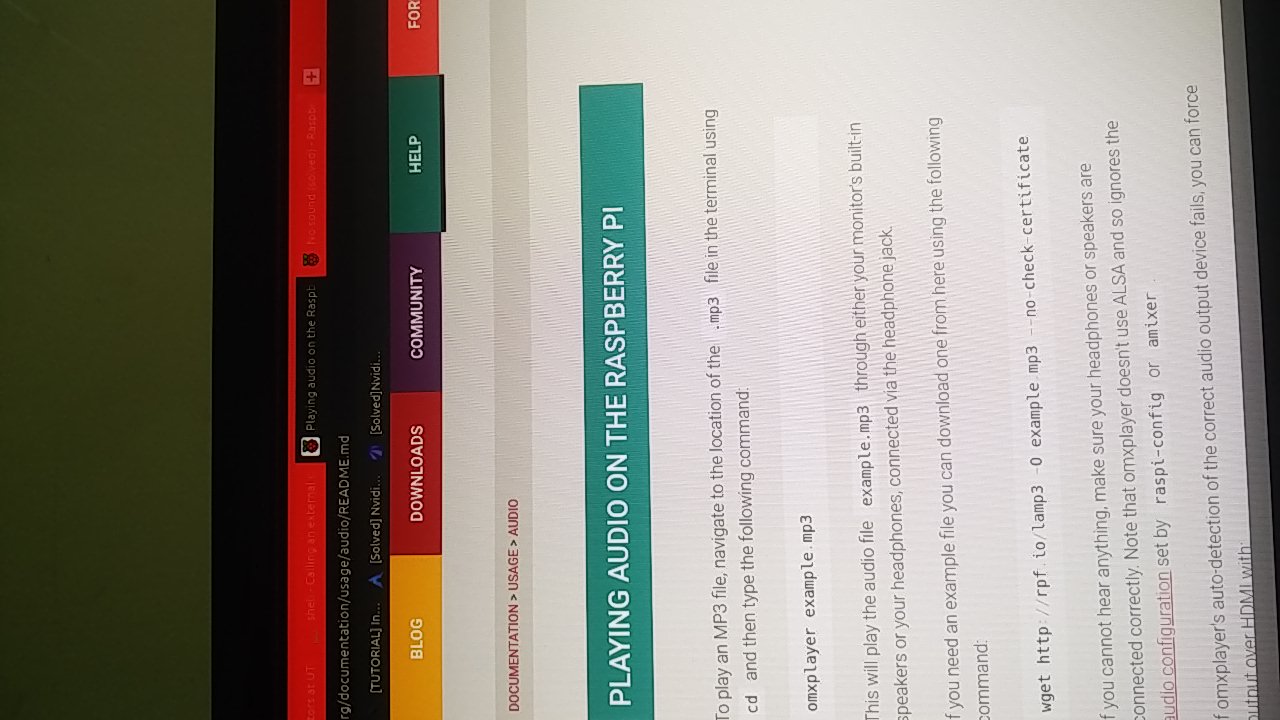 tors at UT shell - Calling an external Playing audio on the Raspb No sound (solved) - Raspb
rg/documentation/usage/audio/README.md
[TUTORIAL] In... [Solved] Nvidi... [Solved]Nvidi...
BLOG DOWNLOADS COMMUNITY HELP FOR
DOCUMENTATION > USAGE > AUDIO
PLAYING AUDIO ON THE RASPBERRY PI
To play an MP3 file, navigate to the location of the .mp3 file in the terminal using
cd and then type the following command:
omxplayer example.mp3
This will play the audio file example.mp3 through either your monitor's built-in
speakers or your headphones, connected via the headphone jack.
f you need an example file you can download one from here using the following
command:
wget http://rpf.io/lamp3 -O example.mp3 --no-check-certificate
f you cannot hear anything, make sure your headphones or speakers are
connected correctly. Note that omxplayer doesn't use ALSA and so ignores the
audio configuration set by raspi-config or amixer.
f omxplayer's auto-detection of the correct audio output device fails, you can force
output over HDMI with: